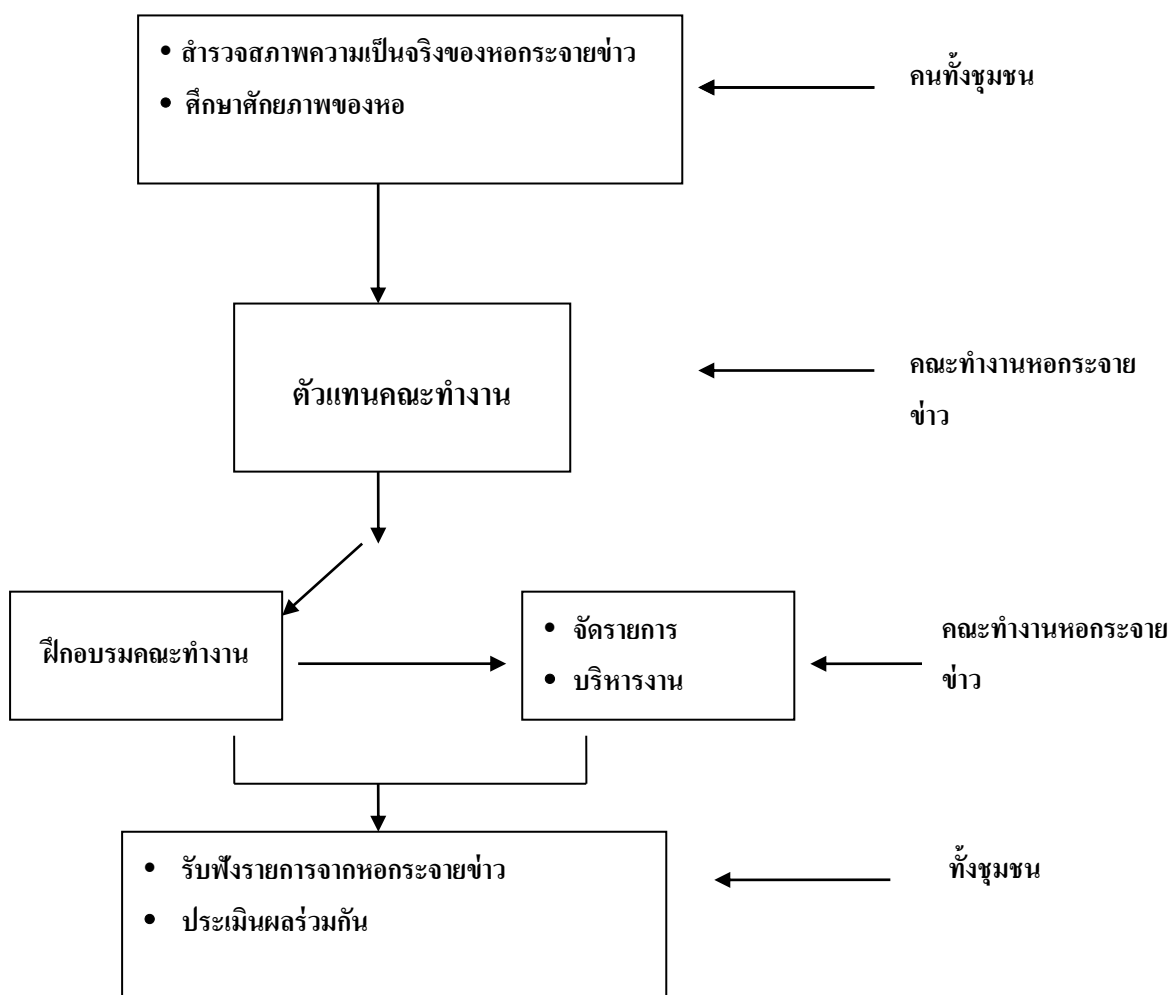 • สำรวจสภาพความเป็นจริงของหอกระจายข่าว
• ศึกษาศักยภาพของหอ
คนทั้งชุมชน
ตัวแทนคณะทำงาน
คณะทำงานหอกระจาย
ข่าว
ฝึกอบรมคณะทำงาน
• จัดรายการ
• บริหารงาน
คณะทำงานหอกระจาย
ข่าว
• รับฟังรายการจากหอกระจายข่าว
• ประเมินผลร่วมกัน
ทั้งชุมชน